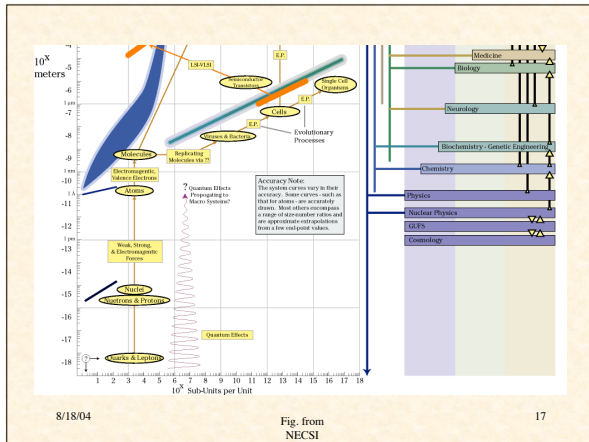 10^X
meters
-4
-5
-6
1 µm
-7
-8
-9
1 nm
-10
1 Å
-11
-12
1 pm
-13
-14
-15
-16
-17
-18
LSI-VLSI
Semiconductor
Transistors
E.P.
Single Cell
Organisms
E.P.
Cells
E.P.
Viruses & Bacteria
Evolutionary
Processes
Molecules
Replicating
Molecules via ??
Electromagnetic,
Valence Electrons
Atoms
? Quantum Effects
Propogating to
Macro Systems?
Accuracy Note:
The system curves vary in their
accuracy. Some curves - such as
that for atoms - are accurately
drawn. Most others encompass
a range of size-number ratios and
are approximate extrapolations
from a few end-point values.
Weak, Strong,
& Electromagnetic
Forces
Nuclei
Nuetrons & Protons
Quantum Effects
?
Quarks & Leptons
1 2 3 4 5 6 7 8 9 10 11 12 13 14 15 16 17 18
10^X Sub-Units per Unit
Medicine
Biology
Neurology
Biochemistry - Genetic Engineering
Chemistry
Physics
Nuclear Physics
GUFS
Cosmology
8/18/04
Fig. from
NECSI
17